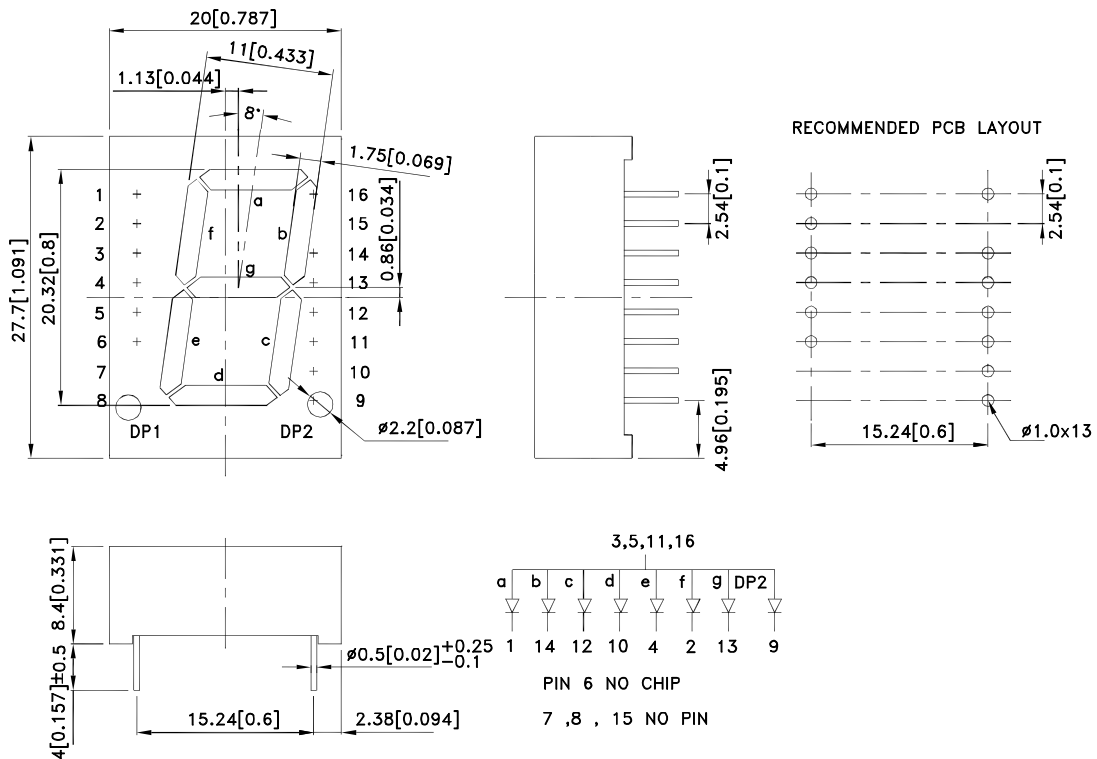 20[0.787]
11[0.433]
1.13[0.044]
8°
1.75[0.069]
27.7[1.091]
20.32[0.8]
0.86[0.034]
1
2
3
4
5
6
7
8
16
15
14
13
12
11
10
9
a
f
b
g
e
c
d
DP1
DP2
ø2.2[0.087]
2.54[0.1]
4.96[0.195]
RECOMMENDED PCB LAYOUT
2.54[0.1]
15.24[0.6]
ø1.0x13
8.4[0.331]
4[0.157]±0.5
ø0.5[0.02]+0.25
−0.1
15.24[0.6]
2.38[0.094]
3,5,11,16
a b c d e f g DP2
1 14 12 10 4 2 13 9
PIN 6 NO CHIP
7 ,8 , 15 NO PIN